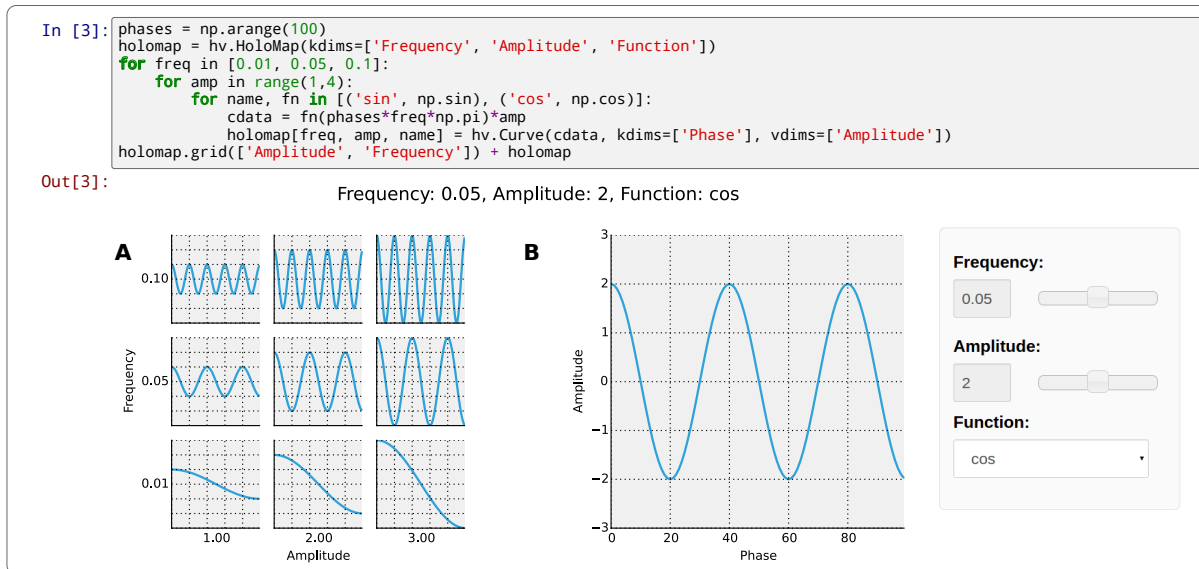 In [3]: phases = np.arange(100)
holomap = hv.HoloMap(kdims=['Frequency', 'Amplitude', 'Function'])
for freq in [0.01, 0.05, 0.1]:
    for amp in range(1,4):
        for name, fn in [('sin', np.sin), ('cos', np.cos)]:
            cdata = fn(phases*freq*np.pi)*amp
            holomap[freq, amp, name] = hv.Curve(cdata, kdims=['Phase'], vdims=['Amplitude'])
holomap.grid(['Amplitude', 'Frequency']) + holomap
Out[3]:
Frequency: 0.05, Amplitude: 2, Function: cos
A
0.10
0.05
0.01
Frequency
1.00 2.00 3.00
Amplitude
B
3
2
1
0
−1
−2
−3
Amplitude
0 20 40 60 80
Phase
Frequency:
0.05
Amplitude:
2
Function:
cos